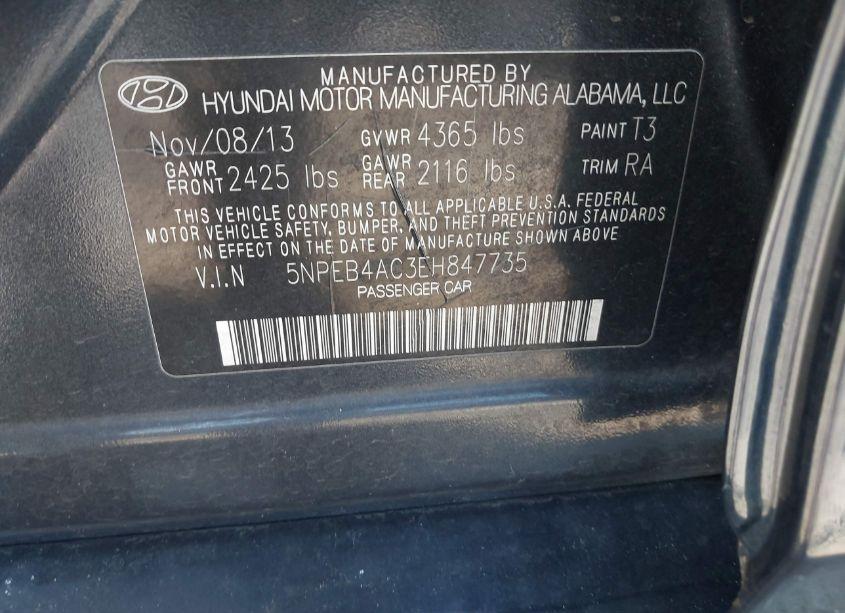 MANUFACTURED BY
HYUNDAI MOTOR MANUFACTURING ALABAMA, LLC
Nov/08/13 GVWR 4365 lbs PAINT T3
GAWR FRONT 2425 lbs GAWR REAR 2116 lbs TRIM RA
THIS VEHICLE CONFORMS TO ALL APPLICABLE U.S.A. FEDERAL
MOTOR VEHICLE SAFETY, BUMPER, AND THEFT PREVENTION STANDARDS
IN EFFECT ON THE DATE OF MANUFACTURE SHOWN ABOVE
V.I.N 5NPEB4AC3EH847735
PASSENGER CAR